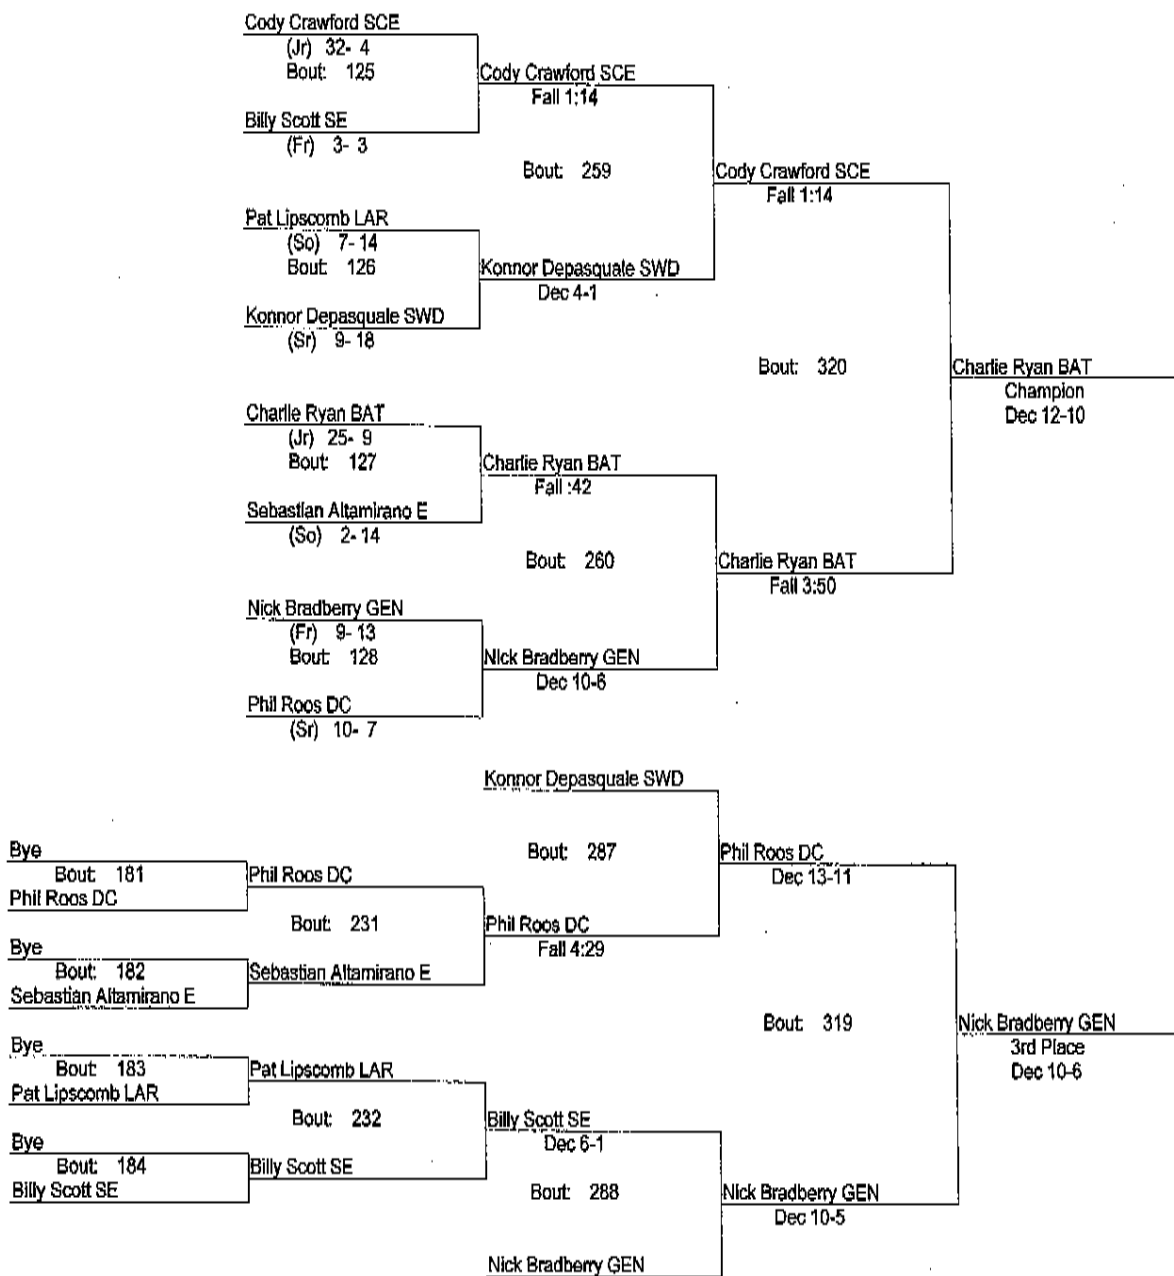 Cody Crawford SCE
(Jr) 32- 4
Bout: 125
Cody Crawford SCE
Fall 1:14
Billy Scott SE
(Fr) 3- 3
Bout: 259
Cody Crawford SCE
Fall 1:14
Pat Lipscomb LAR
(So) 7- 14
Bout: 126
Konnor Depasquale SWD
Dec 4-1
Konnor Depasquale SWD
(Sr) 9- 18
Bout: 320
Charlie Ryan BAT
Champion
Dec 12-10
Charlie Ryan BAT
(Jr) 25- 9
Bout: 127
Charlie Ryan BAT
Fall :42
Sebastian Altamirano E
(So) 2- 14
Bout: 260
Charlie Ryan BAT
Fall 3:50
Nick Bradberry GEN
(Fr) 9- 13
Bout: 128
Nick Bradberry GEN
Dec 10-6
Phil Roos DC
(Sr) 10- 7
Konnor Depasquale SWD
Bout: 287
Phil Roos DC
Dec 13-11
Bye
Bout: 181
Phil Roos DC
Phil Roos DC
Bout: 231
Phil Roos DC
Fall 4:29
Bye
Bout: 182
Sebastian Altamirano E
Sebastian Altamirano E
Bout: 319
Nick Bradberry GEN
3rd Place
Dec 10-6
Bye
Bout: 183
Pat Lipscomb LAR
Pat Lipscomb LAR
Bout: 232
Billy Scott SE
Dec 6-1
Bye
Bout: 184
Billy Scott SE
Billy Scott SE
Bout: 288
Nick Bradberry GEN
Dec 10-5
Nick Bradberry GEN